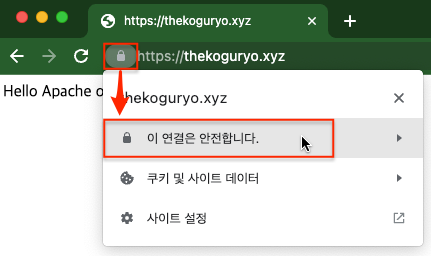 https://thekoguryo.xyz
https://thekoguryo.xyz
Hello Apache o
thekoguryo.xyz
이 연결은 안전합니다.
쿠키 및 사이트 데이터
사이트 설정